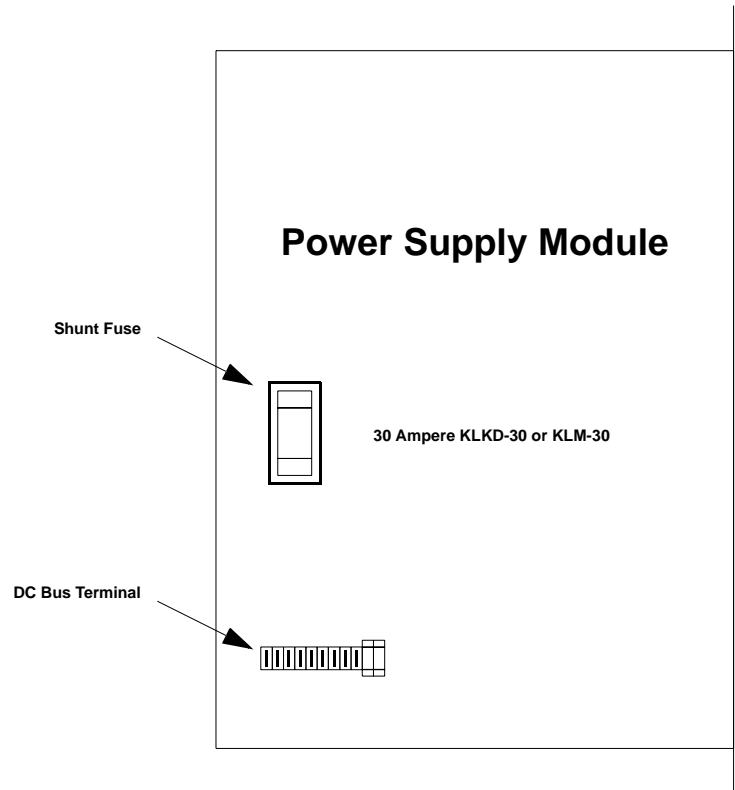 Power Supply Module
Shunt Fuse
30 Ampere KLKD-30 or KLM-30
DC Bus Terminal